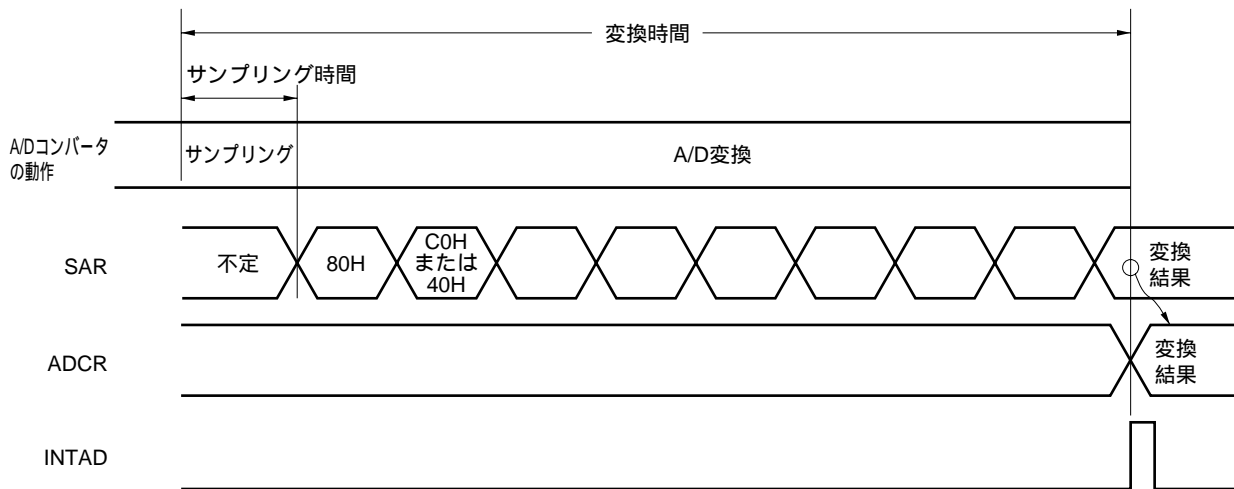 変換時間
サンプリング時間
A/Dコンバータ
の動作
サンプリング
A/D変換
SAR
不定
80H
C0H
または
40H
変換
結果
ADCR
変換
結果
INTAD